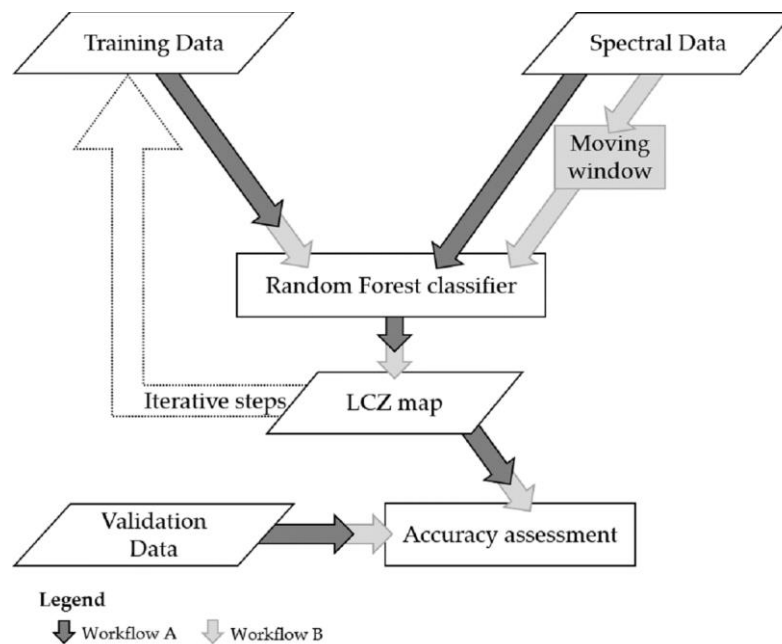 Training Data
Spectral Data
Moving
window
Random Forest classifier
Iterative steps
LCZ map
Validation
Data
Accuracy assessment
Legend
Workflow A
Workflow B